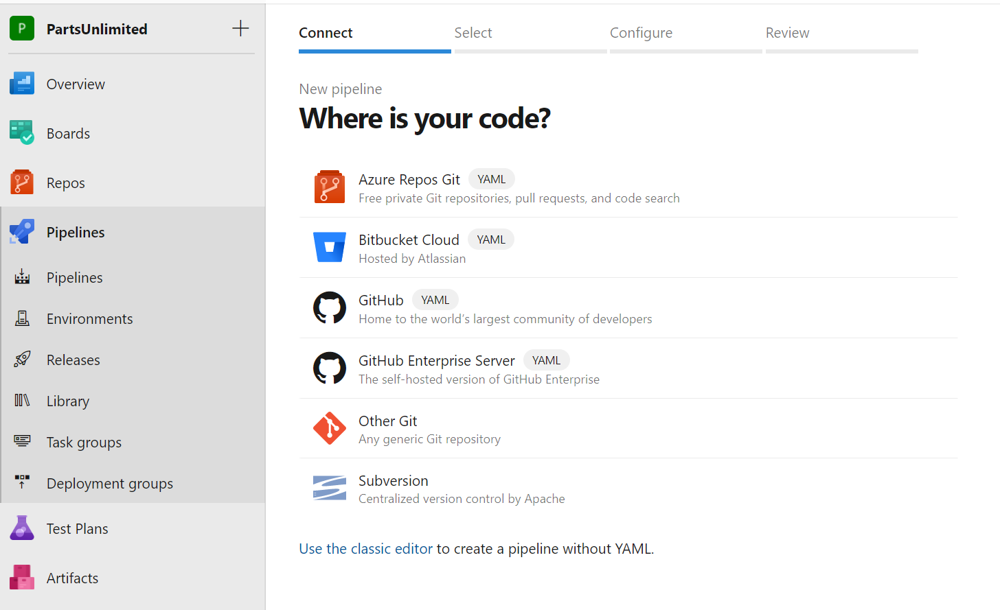 P PartsUnlimited
Overview
Boards
Repos
Pipelines
Pipelines
Environments
Releases
Library
Task groups
Deployment groups
Test Plans
Artifacts
Connect Select Configure Review
New pipeline
Where is your code?
Azure Repos Git YAML
Free private Git repositories, pull requests, and code search
Bitbucket Cloud YAML
Hosted by Atlassian
GitHub YAML
Home to the world's largest community of developers
GitHub Enterprise Server YAML
The self-hosted version of GitHub Enterprise
Other Git
Any generic Git repository
Subversion
Centralized version control by Apache
Use the classic editor to create a pipeline without YAML.